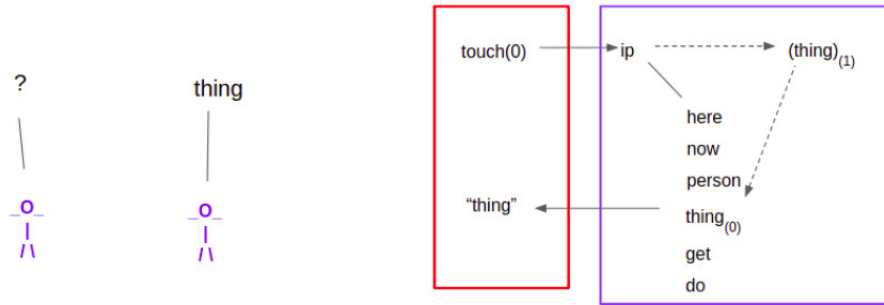 ?
thing
touch(0)
ip
(thing)(1)
here
now
person
"thing"
thing(0)
get
do